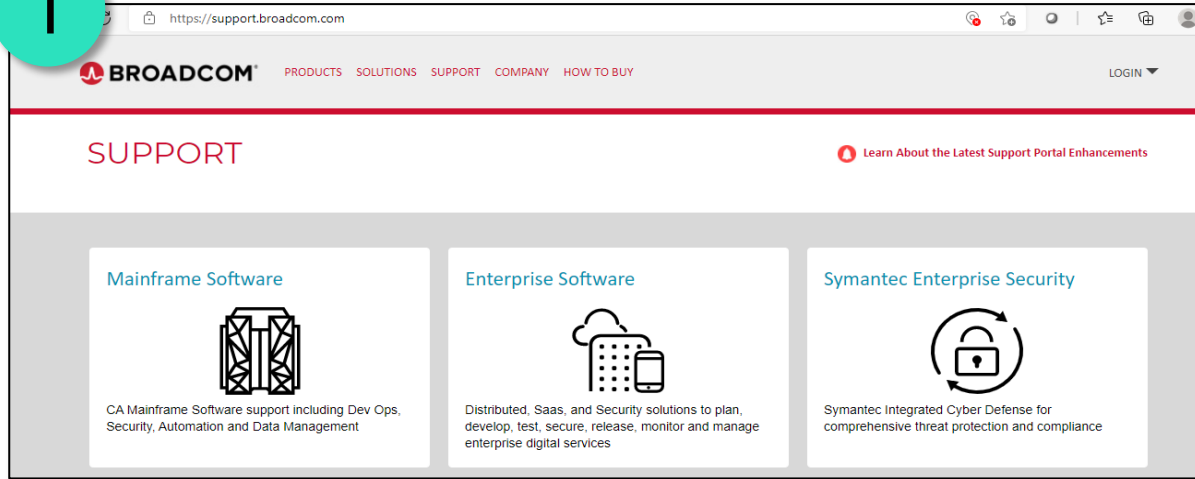 1
https://support.broadcom.com
BROADCOM®
PRODUCTS SOLUTIONS SUPPORT COMPANY HOW TO BUY
LOGIN
SUPPORT
Learn About the Latest Support Portal Enhancements
Mainframe Software
CA Mainframe Software support including Dev Ops,
Security, Automation and Data Management
Enterprise Software
Distributed, Saas, and Security solutions to plan,
develop, test, secure, release, monitor and manage
enterprise digital services
Symantec Enterprise Security
Symantec Integrated Cyber Defense for
comprehensive threat protection and compliance